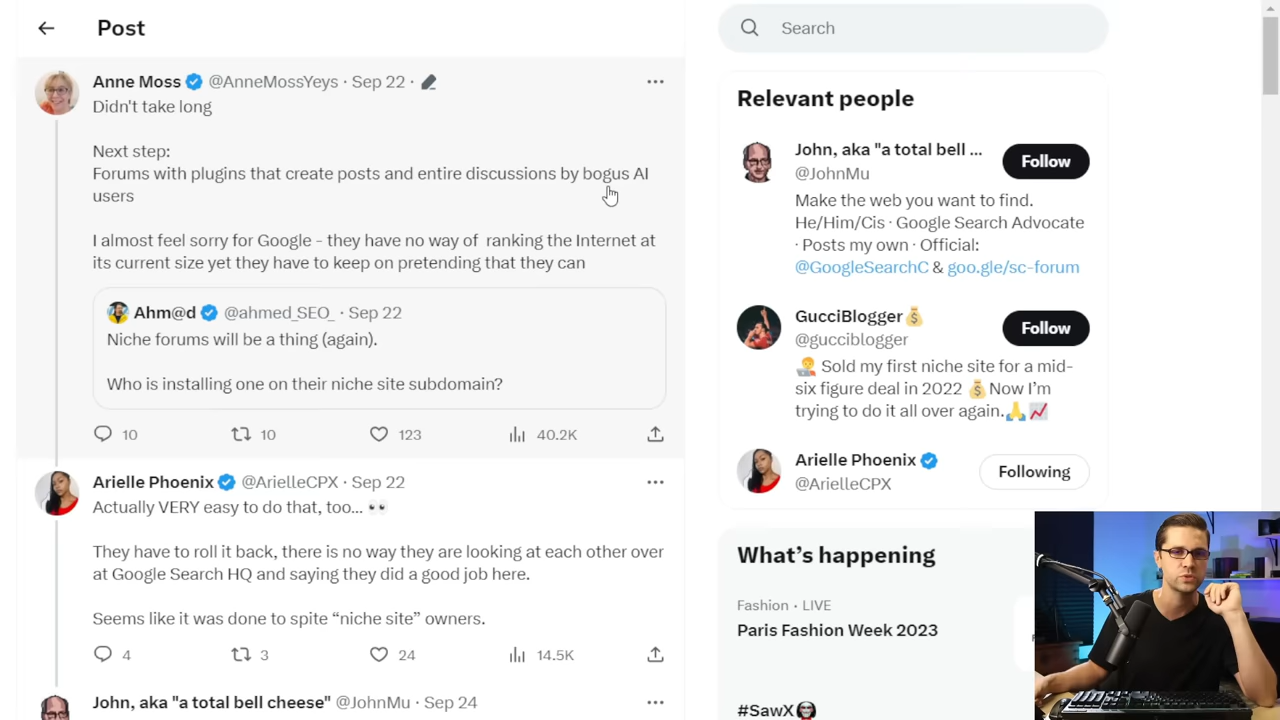 Post
Anne Moss @AnneMossYeys · Sep 22 ·
Didn't take long
Next step:
Forums with plugins that create posts and entire discussions by bogus AI
users
I almost feel sorry for Google - they have no way of ranking the Internet at
its current size yet they have to keep on pretending that they can
Ahm@d @ahmed_SEO_ · Sep 22
Niche forums will be a thing (again).
Who is installing one on their niche site subdomain?
10 10 123 40.2K
Arielle Phoenix @ArielleCPX · Sep 22
Actually VERY easy to do that, too... 👀
They have to roll it back, there is no way they are looking at each other over
at Google Search HQ and saying they did a good job here.
Seems like it was done to spite “niche site” owners.
4 3 24 14.5K
John, aka "a total bell cheese" @JohnMu · Sep 24
Search
Relevant people
John, aka "a total bell ...
Follow
@JohnMu
Make the web you want to find.
He/Him/Cis · Google Search Advocate
· Posts my own · Official:
@GoogleSearchC & goo.gle/sc-forum
GucciBlogger💰
Follow
@gucciblogger
🧑‍💻 Sold my first niche site for a mid-
six figure deal in 2022 💰Now I’m
trying to do it all over again.🙏📈
Arielle Phoenix
Following
@ArielleCPX
What’s happening
Fashion · LIVE
Paris Fashion Week 2023
#SawX